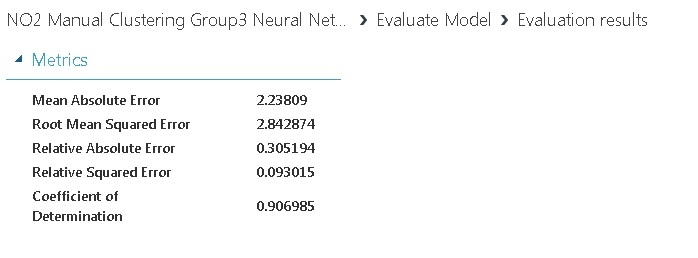 NO2 Manual Clustering Group3 Neural Net... › Evaluate Model › Evaluation results
Metrics
Mean Absolute Error 2.23809
Root Mean Squared Error 2.842874
Relative Absolute Error 0.305194
Relative Squared Error 0.093015
Coefficient of
Determination 0.906985